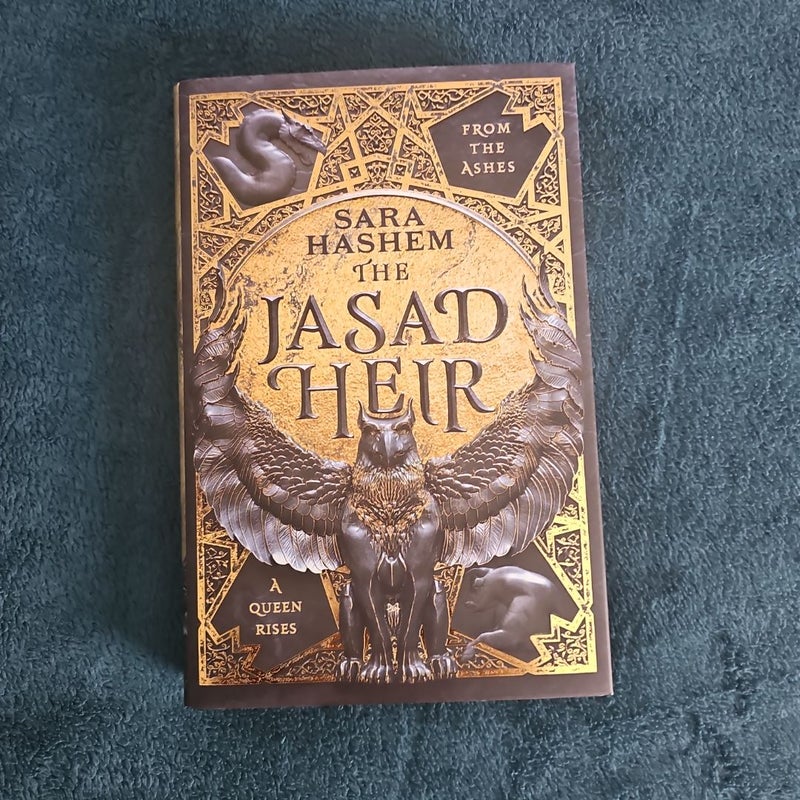 FROM
THE
ASHES
SARA
HASHEM
THE
JASAD
HEIR
A
QUEEN
RISES